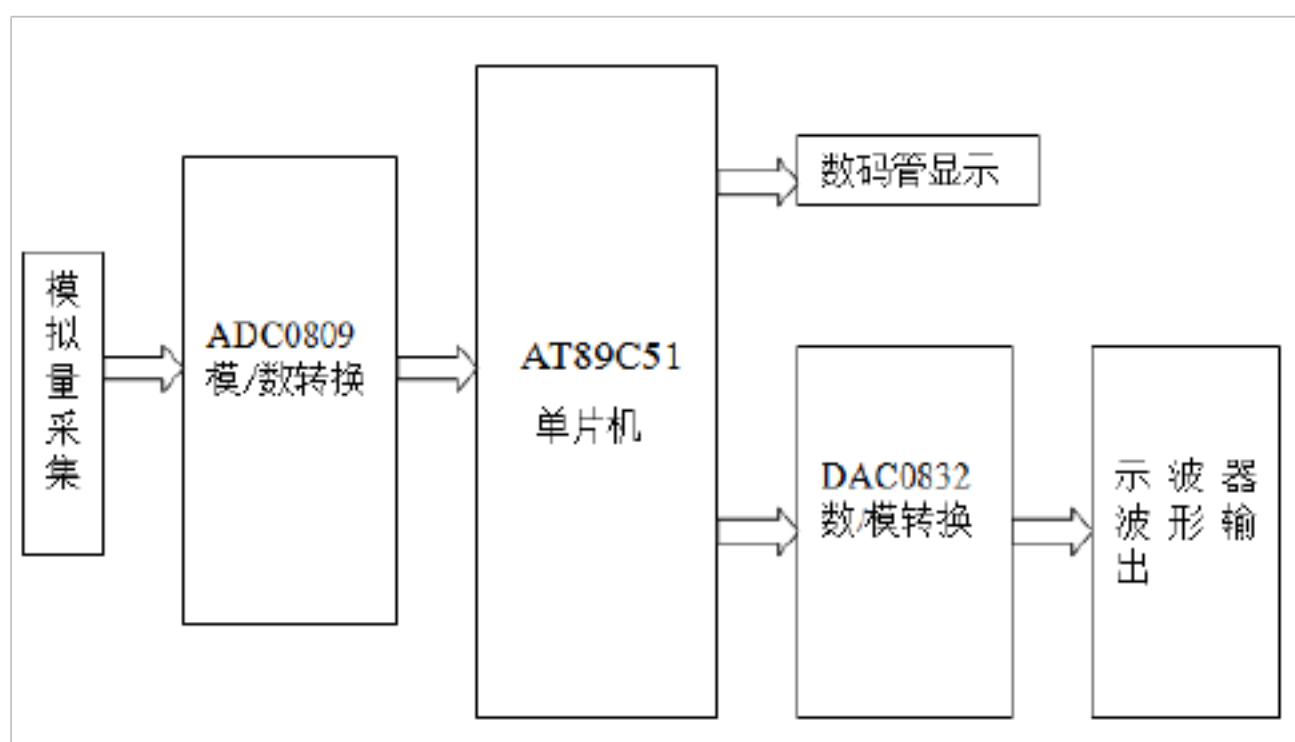 模
拟
量
采
集
ADC0809
模/数转换
AT89C51
单片机
数码管显示
DAC0832
数/模转换
示波器
波形输
出